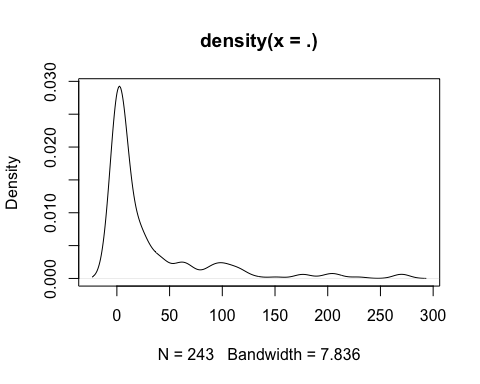 density(x = .)
0.030
0.020
0.010
0.000
Density
0 50 100 150 200 250 300
N = 243 Bandwidth = 7.836